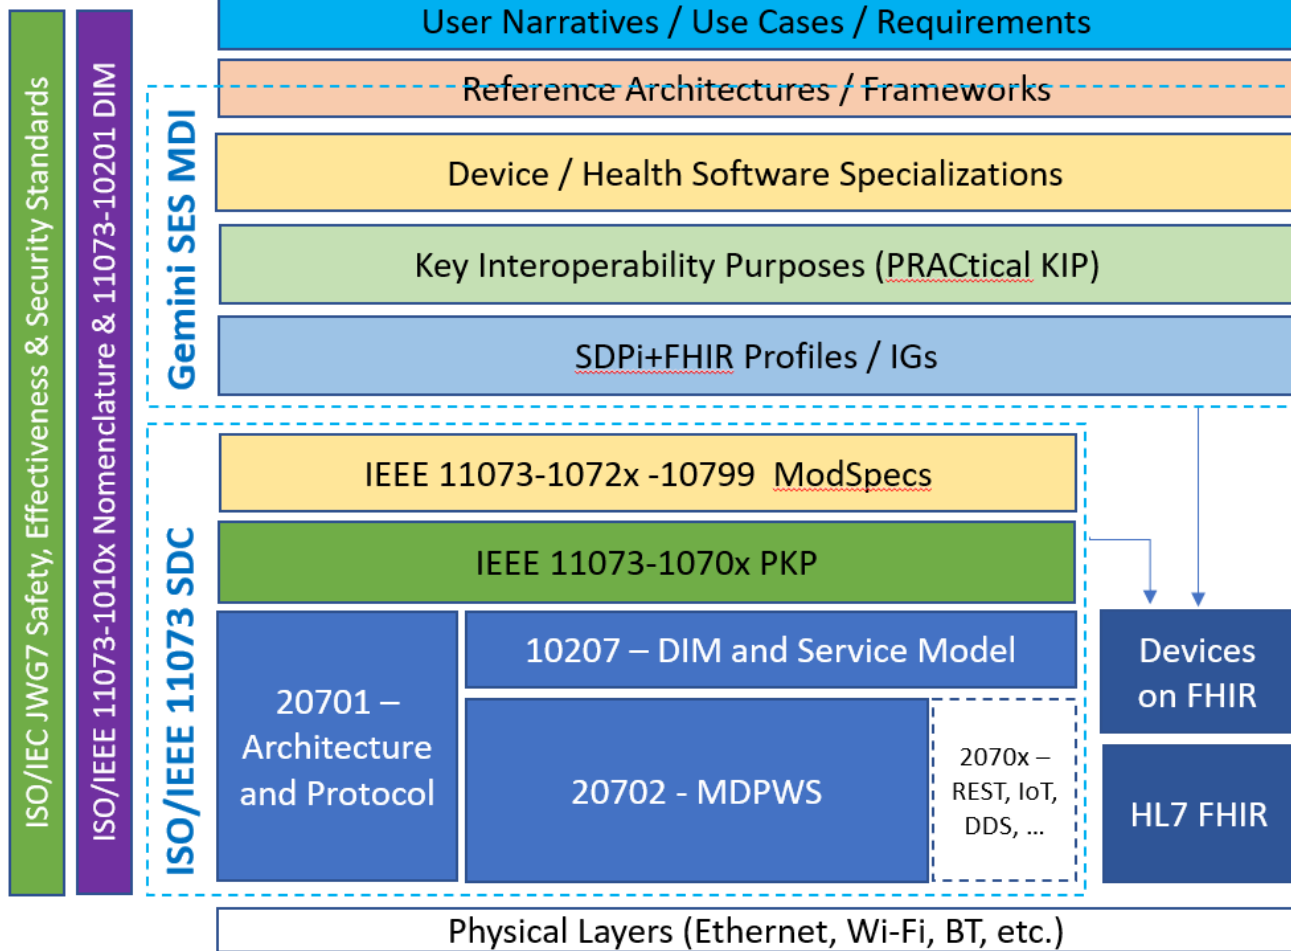 ISO/IEC JWG7 Safety, Effectiveness & Security Standards
ISO/IEEE 11073-1010x Nomenclature & 11073-10201 DIM
User Narratives / Use Cases / Requirements
Gemini SES MDI
Reference Architectures / Frameworks
Device / Health Software Specializations
Key Interoperability Purposes (PRACtical KIP)
SDPi+FHIR Profiles / IGs
ISO/IEEE 11073 SDC
IEEE 11073-1072x -10799 ModSpecs
IEEE 11073-1070x PKP
20701 –
Architecture
and Protocol
10207 – DIM and Service Model
20702 - MDPWS
2070x –
REST, IoT,
DDS, ...
Devices
on FHIR
HL7 FHIR
Physical Layers (Ethernet, Wi-Fi, BT, etc.)